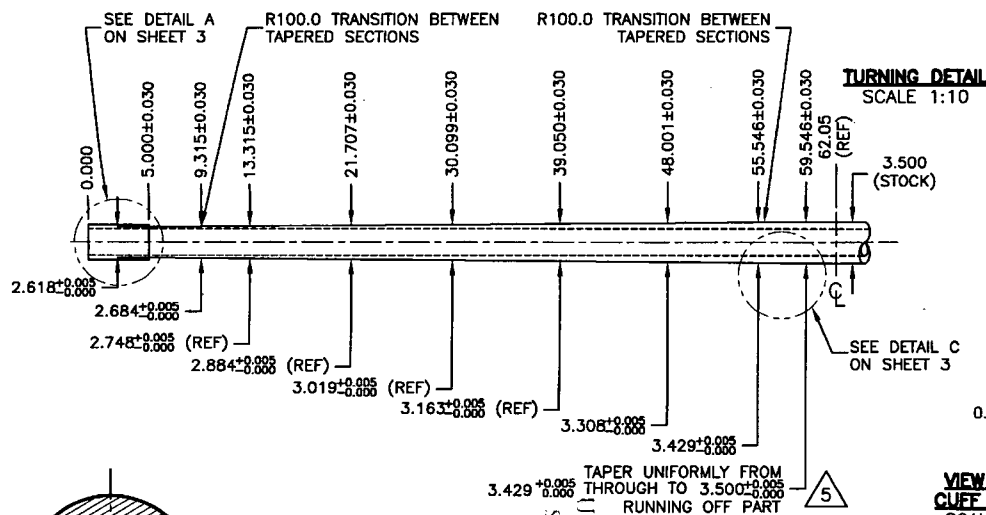 SEE DETAIL A
ON SHEET 3
R100.0 TRANSITION BETWEEN
TAPERED SECTIONS
R100.0 TRANSITION BETWEEN
TAPERED SECTIONS
TURNING DETAIL
SCALE 1:10
0.000
5.000±0.030
9.315±0.030
13.315±0.030
21.707±0.030
30.099±0.030
39.050±0.030
48.001±0.030
55.546±0.030
59.546±0.030
62.05
(REF)
3.500
(STOCK)
2.618+0.005
-0.000
2.684+0.005
-0.000
2.748+0.005
-0.000 (REF)
2.884+0.005
-0.000 (REF)
3.019+0.005
-0.000 (REF)
3.163+0.005
-0.000 (REF)
3.308+0.005
-0.000
3.429+0.005
-0.000
℄
SEE DETAIL C
ON SHEET 3
TAPER UNIFORMLY FROM
3.429 +0.005
-0.000 THROUGH TO 3.500+0.005
-0.000
RUNNING OFF PART
5
0.
VIEW
CUFF